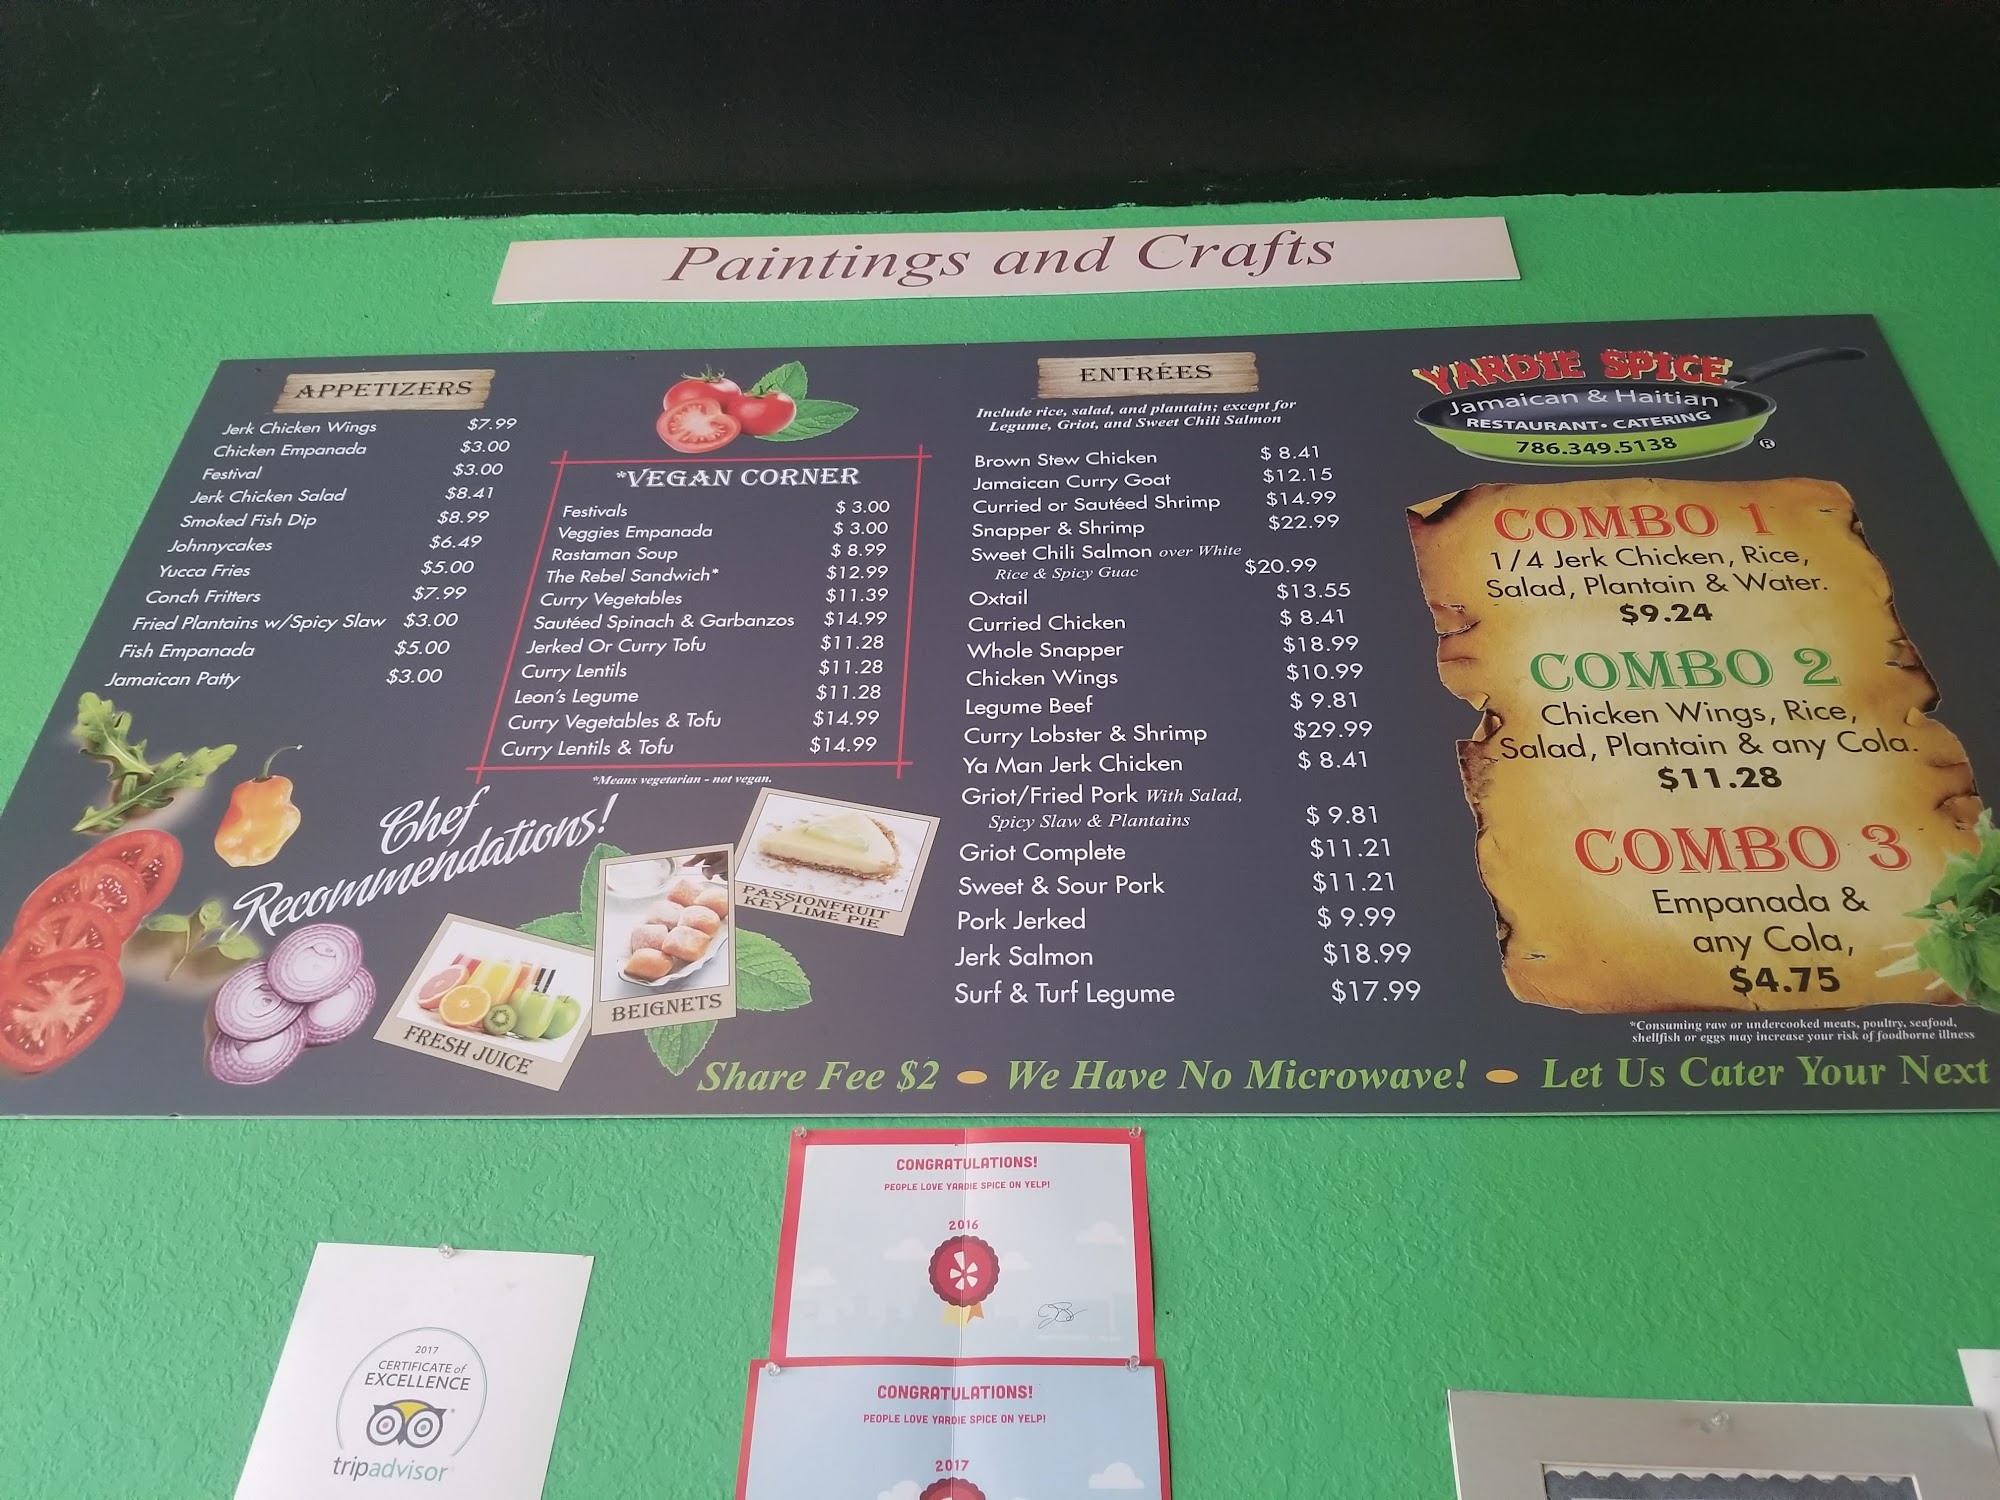 Paintings and Crafts
APPETIZERS
Jerk Chicken Wings $7.99
Chicken Empanada $3.00
Festival $3.00
Jerk Chicken Salad $8.41
Smoked Fish Dip $8.99
Johnnycakes $6.49
Yucca Fries $5.00
Conch Fritters $7.99
Fried Plantains w/Spicy Slaw $3.00
Fish Empanada $5.00
Jamaican Patty $3.00
*VEGAN CORNER
Festivals $ 3.00
Veggies Empanada $ 3.00
Rastaman Soup $ 8.99
The Rebel Sandwich* $12.99
Curry Vegetables $11.39
Sautéed Spinach & Garbanzos $14.99
Jerked Or Curry Tofu $11.28
Curry Lentils $11.28
Leon's Legume $11.28
Curry Vegetables & Tofu $14.99
Curry Lentils & Tofu $14.99
*Means vegetarian - not vegan.
Chef
Recommendations!
FRESH JUICE
BEIGNETS
PASSIONFRUIT
KEY LIME PIE
ENTRÉES
Include rice, salad, and plantain; except for
Legume, Griot, and Sweet Chili Salmon
Brown Stew Chicken $ 8.41
Jamaican Curry Goat $12.15
Curried or Sautéed Shrimp $14.99
Snapper & Shrimp $22.99
Sweet Chili Salmon over White
Rice & Spicy Guac $20.99
Oxtail $13.55
Curried Chicken $ 8.41
Whole Snapper $18.99
Chicken Wings $10.99
Legume Beef $ 9.81
Curry Lobster & Shrimp $29.99
Ya Man Jerk Chicken $ 8.41
Griot/Fried Pork With Salad,
Spicy Slaw & Plantains $ 9.81
Griot Complete $11.21
Sweet & Sour Pork $11.21
Pork Jerked $ 9.99
Jerk Salmon $18.99
Surf & Turf Legume $17.99
YARDIE SPICE
Jamaican & Haitian
RESTAURANT• CATERING
786.349.5138
®
COMBO 1
1/4 Jerk Chicken, Rice,
Salad, Plantain & Water.
$9.24
COMBO 2
Chicken Wings, Rice,
Salad, Plantain & any Cola.
$11.28
COMBO 3
Empanada &
any Cola,
$4.75
*Consuming raw or undercooked meats, poultry, seafood,
shellfish or eggs may increase your risk of foodborne illness
Share Fee $2 We Have No Microwave! Let Us Cater Your Next
CONGRATULATIONS!
PEOPLE LOVE YARDIE SPICE ON YELP!
2016
2017
CERTIFICATE of
EXCELLENCE
tripadvisor
CONGRATULATIONS!
PEOPLE LOVE YARDIE SPICE ON YELP!
2017